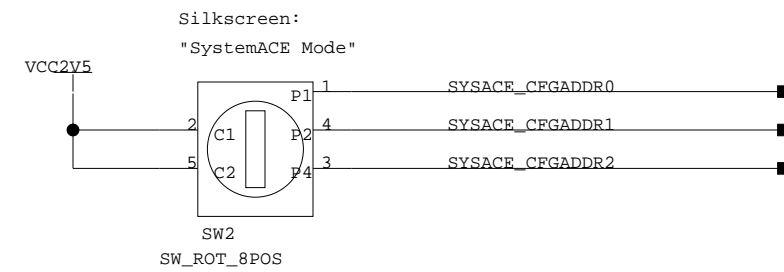 Silkscreen:
"SystemACE Mode"
VCC2V5
P1 1 SYSACE_CFGADDR0
2 C1 P2 4 SYSACE_CFGADDR1
5 C2 P4 3 SYSACE_CFGADDR2
SW2
SW_ROT_8POS